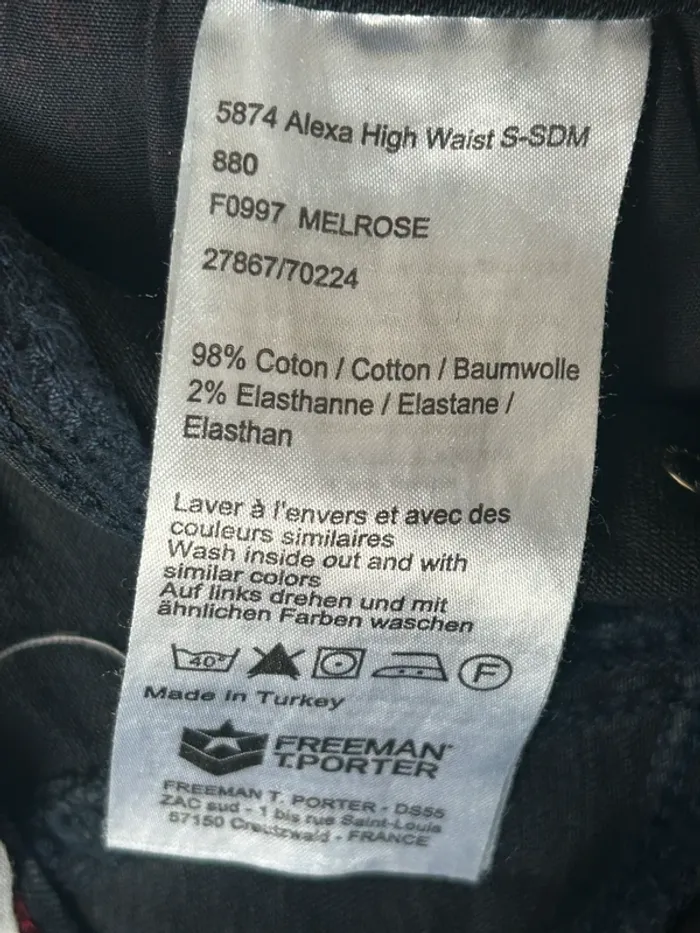 5874 Alexa High Waist S-SDM
880
F0997 MELROSE
27867/70224
98% Coton / Cotton / Baumwolle
2% Elasthanne / Elastane /
Elasthan
Laver à l'envers et avec des
couleurs similaires
Wash inside out and with
similar colors
Auf links drehen und mit
ähnlichen Farben waschen
40° F
Made in Turkey
FREEMAN
T.PORTER
FREEMAN T. PORTER - DS55
ZAC sud - 1 bis rue Saint-Louis
57150 Creutzwald - FRANCE